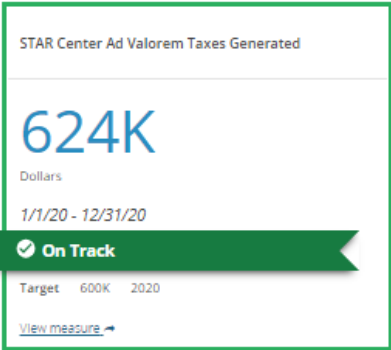 STAR Center Ad Valorem Taxes Generated
624K
Dollars
1/1/20 - 12/31/20
On Track
Target 600K 2020
View measure